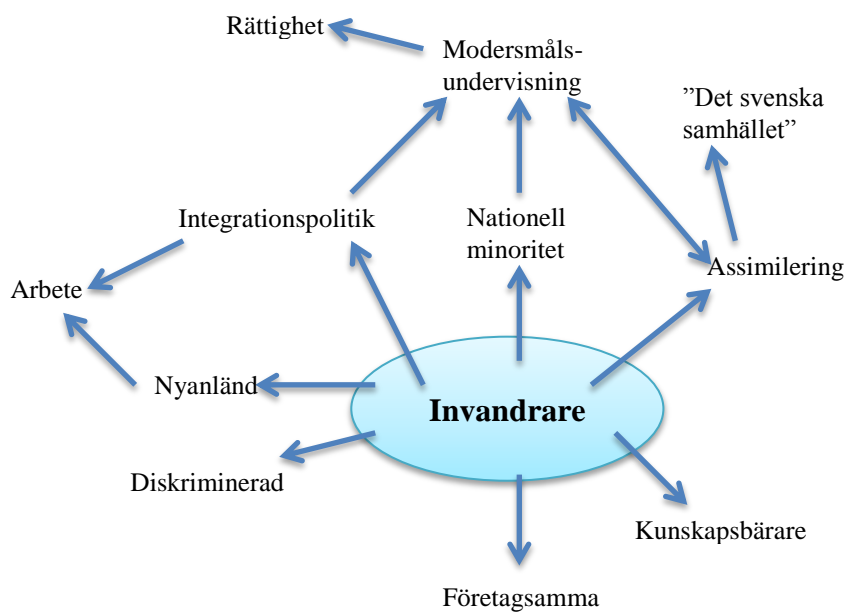 Rättighet
Modersmåls-
undervisning
”Det svenska
samhället”
Integrationspolitik
Nationell
minoritet
Assimilering
Arbete
Nyanländ
Invandrare
Diskriminerad
Kunskapsbärare
Företagsamma